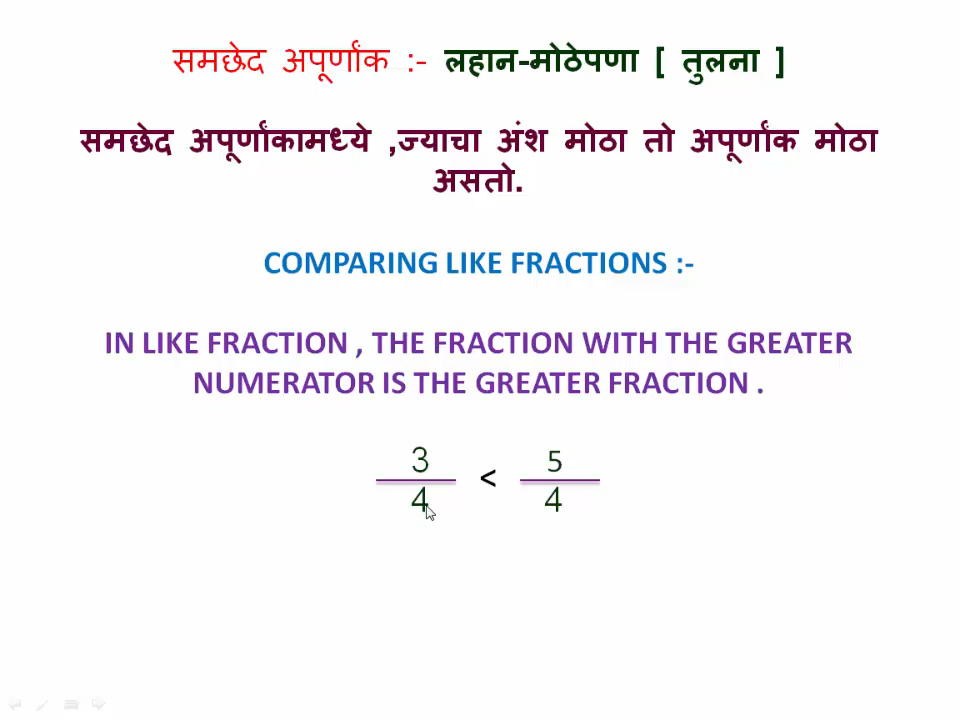 समछेद अपूर्णांक :- लहान-मोठेपणा [ तुलना ]
समछेद अपूर्णांकामध्ये ,ज्याचा अंश मोठा तो अपूर्णांक मोठा
असतो.
COMPARING LIKE FRACTIONS :-
IN LIKE FRACTION , THE FRACTION WITH THE GREATER
NUMERATOR IS THE GREATER FRACTION .
3 5
<
4 4